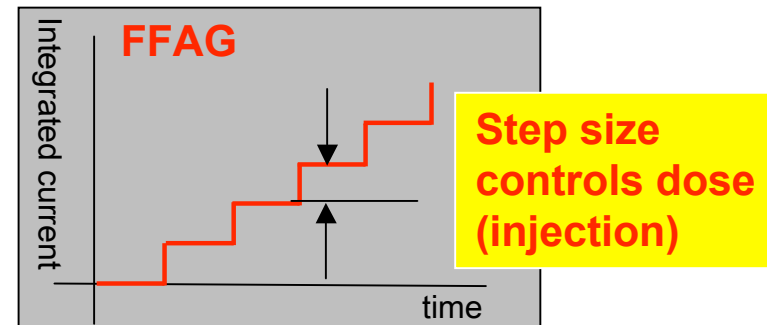 FFAG
Integrated current
Step size
controls dose
(injection)
time